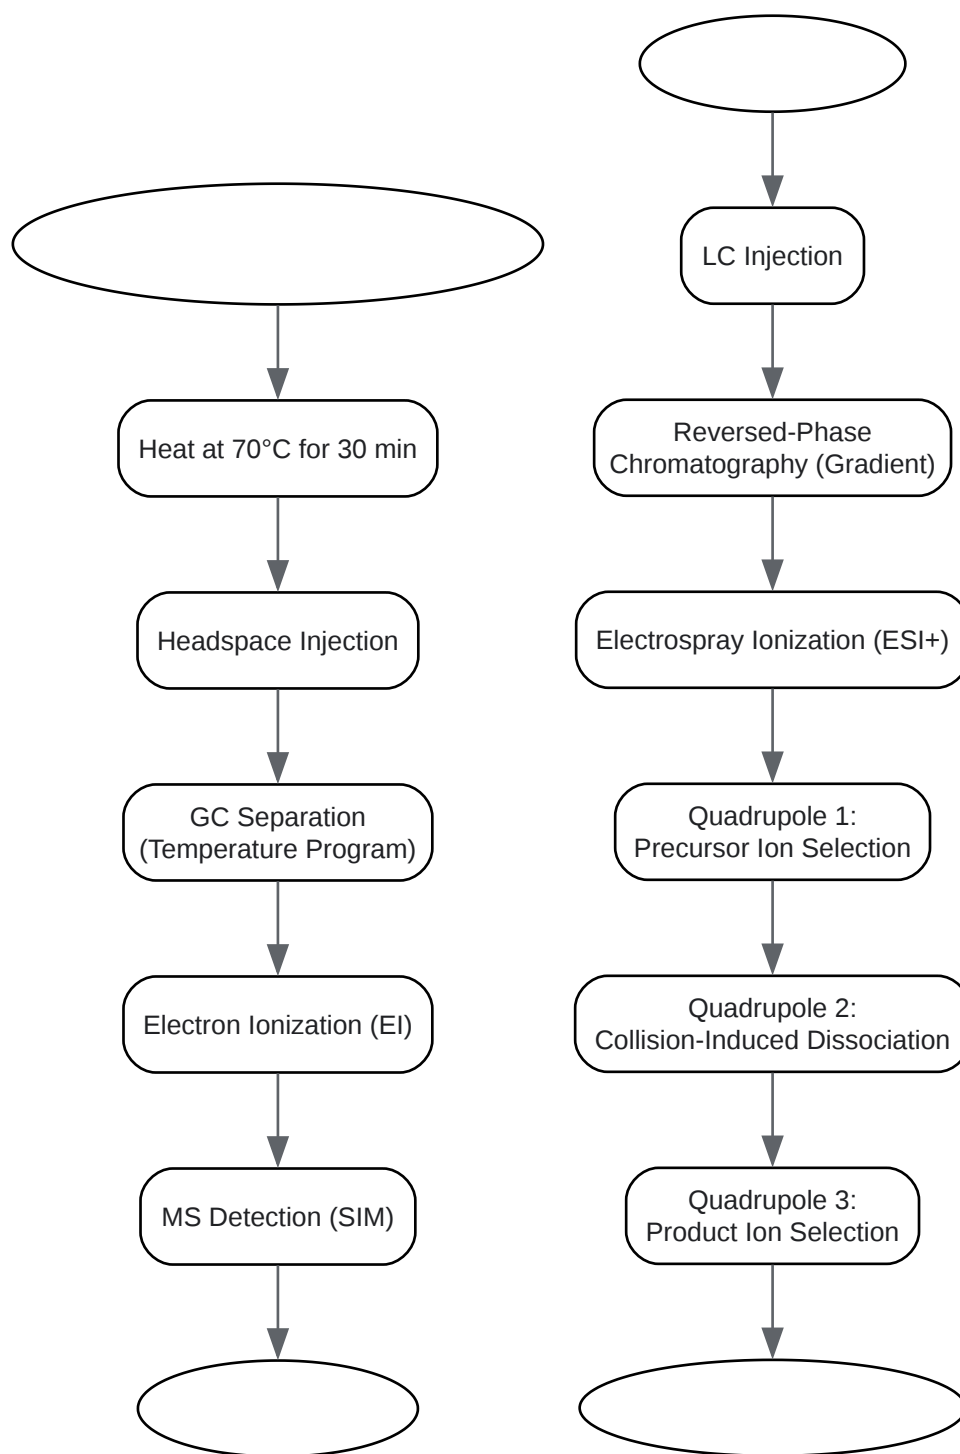 Heat at 70°C for 30 min
Headspace Injection
GC Separation
(Temperature Program)
Electron Ionization (EI)
MS Detection (SIM)
LC Injection
Reversed-Phase
Chromatography (Gradient)
Electrospray Ionization (ESI+)
Quadrupole 1:
Precursor Ion Selection
Quadrupole 2:
Collision-Induced Dissociation
Quadrupole 3:
Product Ion Selection